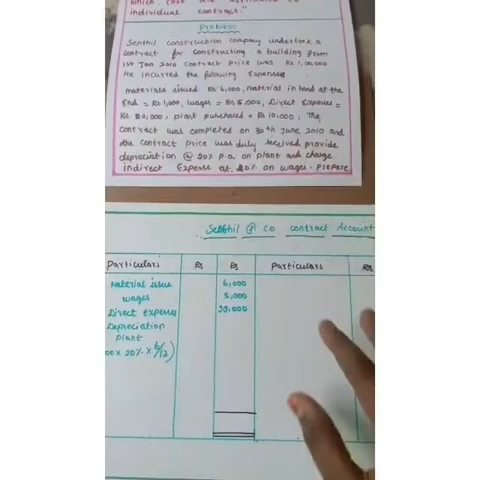 individual contract."
Problem
Senthil construction company undertook a
contract for constructing a building from
1st Jan 2010 contract price was Rs 1,00,000
He incurred the following Expenses
materials issued Rs 6,000, material in hand at the
End = Rs 1,000, wages = Rs 5,000, Direct Expenses =
Rs 20,000, plant purchased = Rs 10,000, The
contract was completed on 30th June 2010 and
the contract price was duly received provide
depreciation @ 20% p.a on plant and charge
indirect Expense at 20% on wages. prepare
Senthil & co contract Account
particulars Rs Rs particulars Rs
Material issue 6,000
wages 5,000
Direct Expenses 20,000
Depreciation
plant
00 x 20% x 6/12)